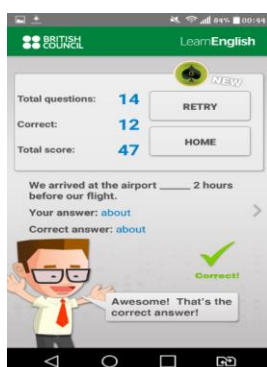 84% 00:44
BRITISH COUNCIL
LearnEnglish
NEW
Total questions: 14
Correct: 12
Total score: 47
RETRY
HOME
We arrived at the airport _____ 2 hours
before our flight.
Your answer: about
Correct answer: about
Correct!
Awesome! That's the
correct answer!